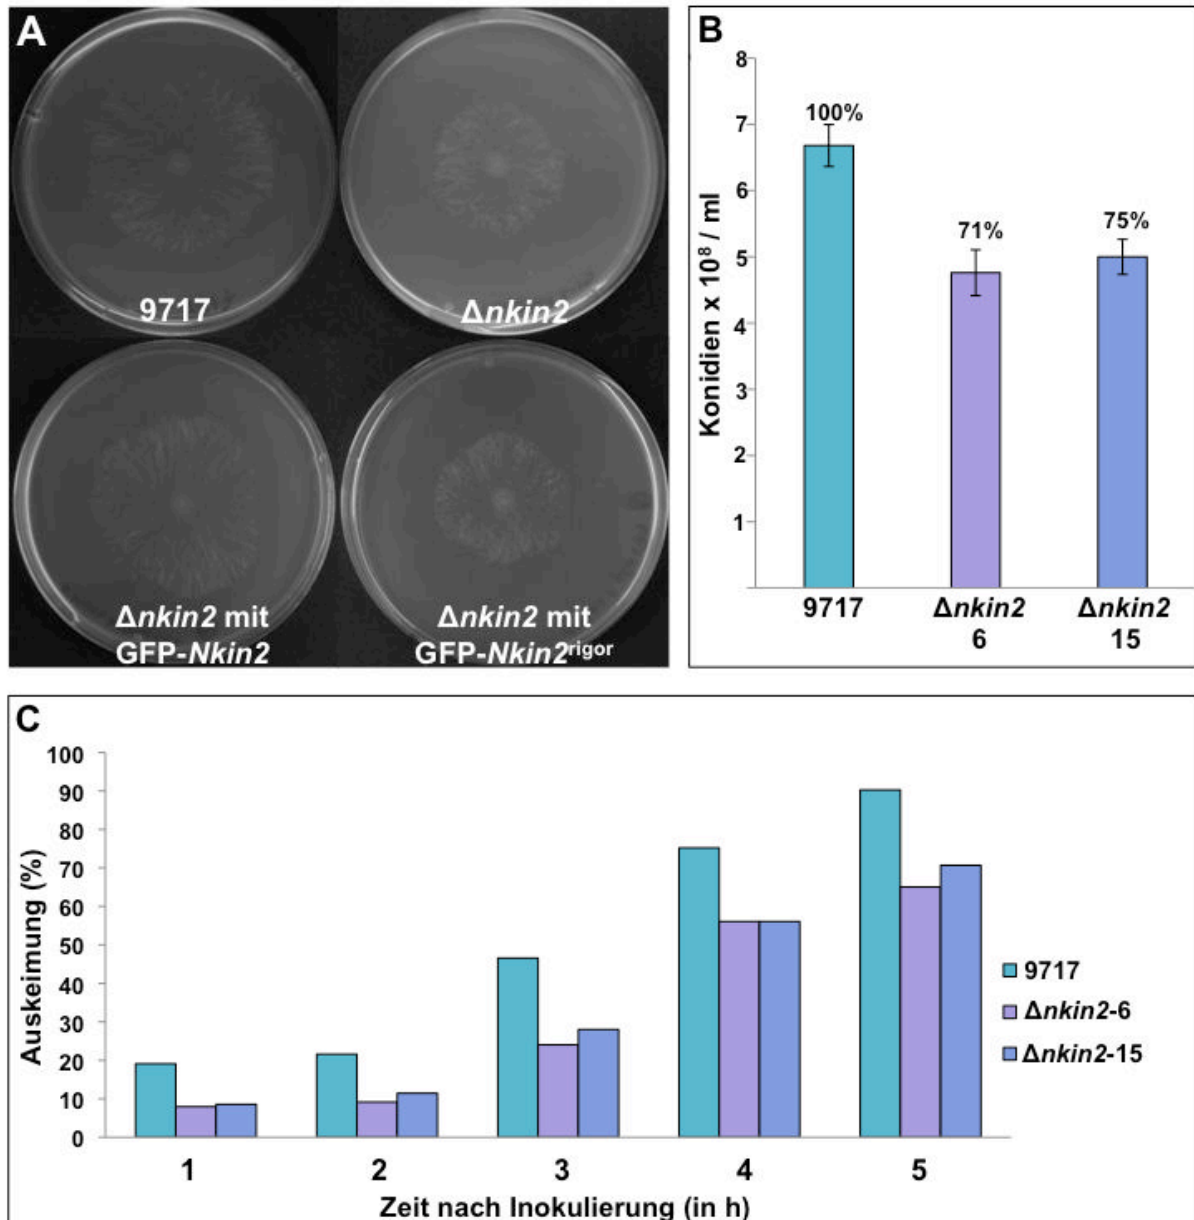 A
9717
Δnkin2
Δnkin2 mit
GFP-Nkin2
Δnkin2 mit
GFP-Nkin2rigor
B
Konidien x 10⁸ / ml
8
7
6
5
4
3
2
1
100%
71%
75%
9717
Δnkin2
6
Δnkin2
15
C
Auskeimung (%)
100
90
80
70
60
50
40
30
20
10
0
1
2
3
4
5
Zeit nach Inokulierung (in h)
9717
Δnkin2-6
Δnkin2-15